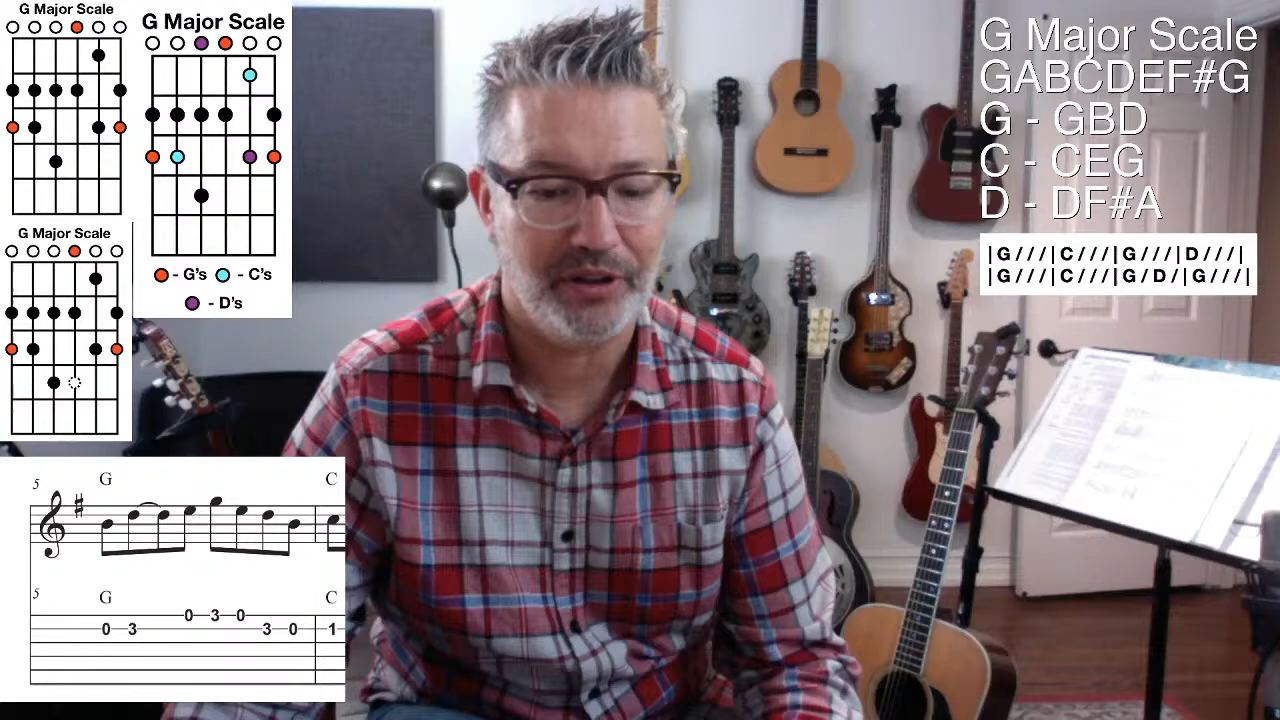 G Major Scale
G Major Scale
- G's - C's
- D's
G Major Scale
G Major Scale
GABCDEF#G
G - GBD
C - CEG
D - DF#A
|G///|C///|G///|D///|
|G///|C///|G/D/|G///|
5 G C
5 G C
0 3 0 3 0 3 0 1